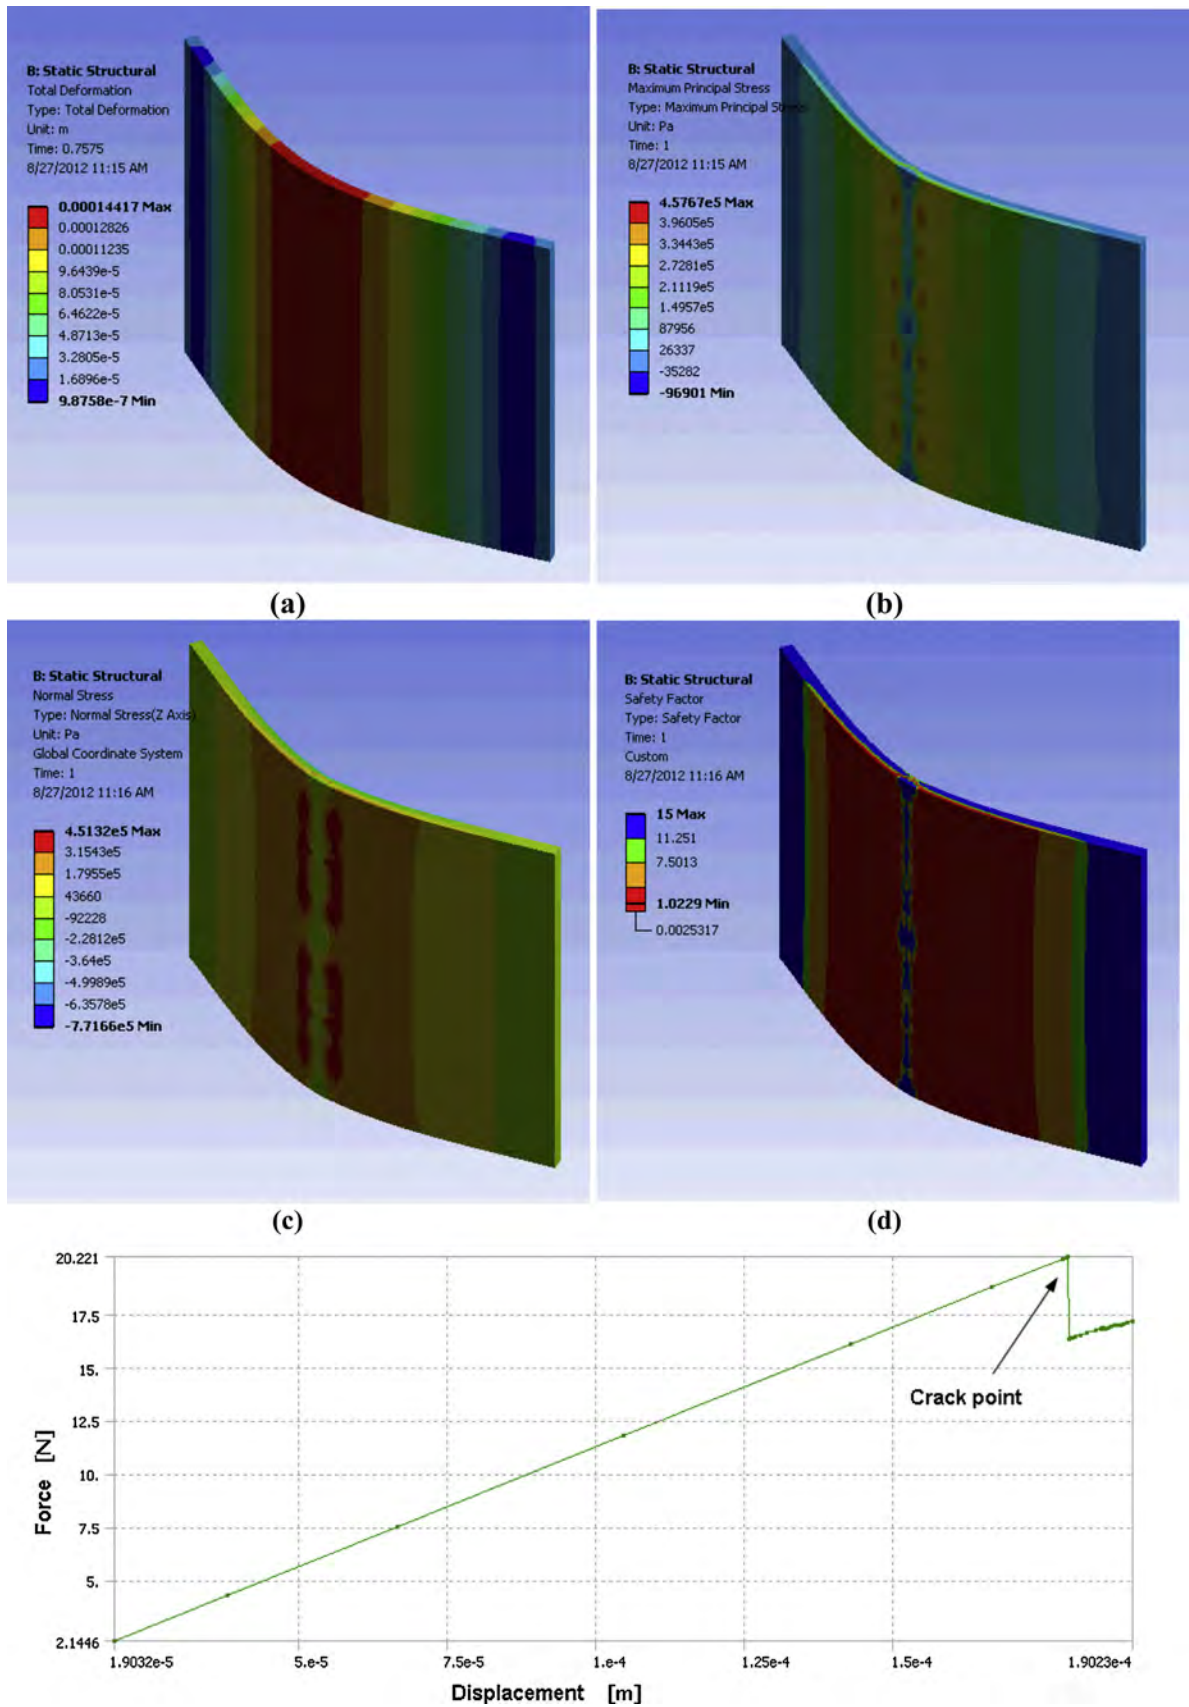 B: Static Structural
Total Deformation
Type: Total Deformation
Unit: m
Time: 0.7575
8/27/2012 11:15 AM
0.00014417 Max
0.00012826
0.00011235
9.6439e-5
8.0531e-5
6.4622e-5
4.8713e-5
3.2805e-5
1.6896e-5
9.8758e-7 Min
(a)
B: Static Structural
Maximum Principal Stress
Type: Maximum Principal Stress
Unit: Pa
Time: 1
8/27/2012 11:15 AM
4.5767e5 Max
3.9605e5
3.3443e5
2.7281e5
2.1119e5
1.4957e5
87956
26337
-35282
-96901 Min
(b)
B: Static Structural
Normal Stress
Type: Normal Stress(Z Axis)
Unit: Pa
Global Coordinate System
Time: 1
8/27/2012 11:16 AM
4.5132e5 Max
3.1543e5
1.7955e5
43660
-92228
-2.2812e5
-3.64e5
-4.9989e5
-6.3578e5
-7.7166e5 Min
(c)
B: Static Structural
Safety Factor
Type: Safety Factor
Time: 1
Custom
8/27/2012 11:16 AM
15 Max
11.251
7.5013
1.0229 Min
0.0025317
(d)
20.221
17.5
15.
12.5
10.
7.5
5.
2.1446
Force [N]
Crack point
1.9032e-5 5.e-5 7.5e-5 1.e-4 1.25e-4 1.5e-4 1.9023e-4
Displacement [m]